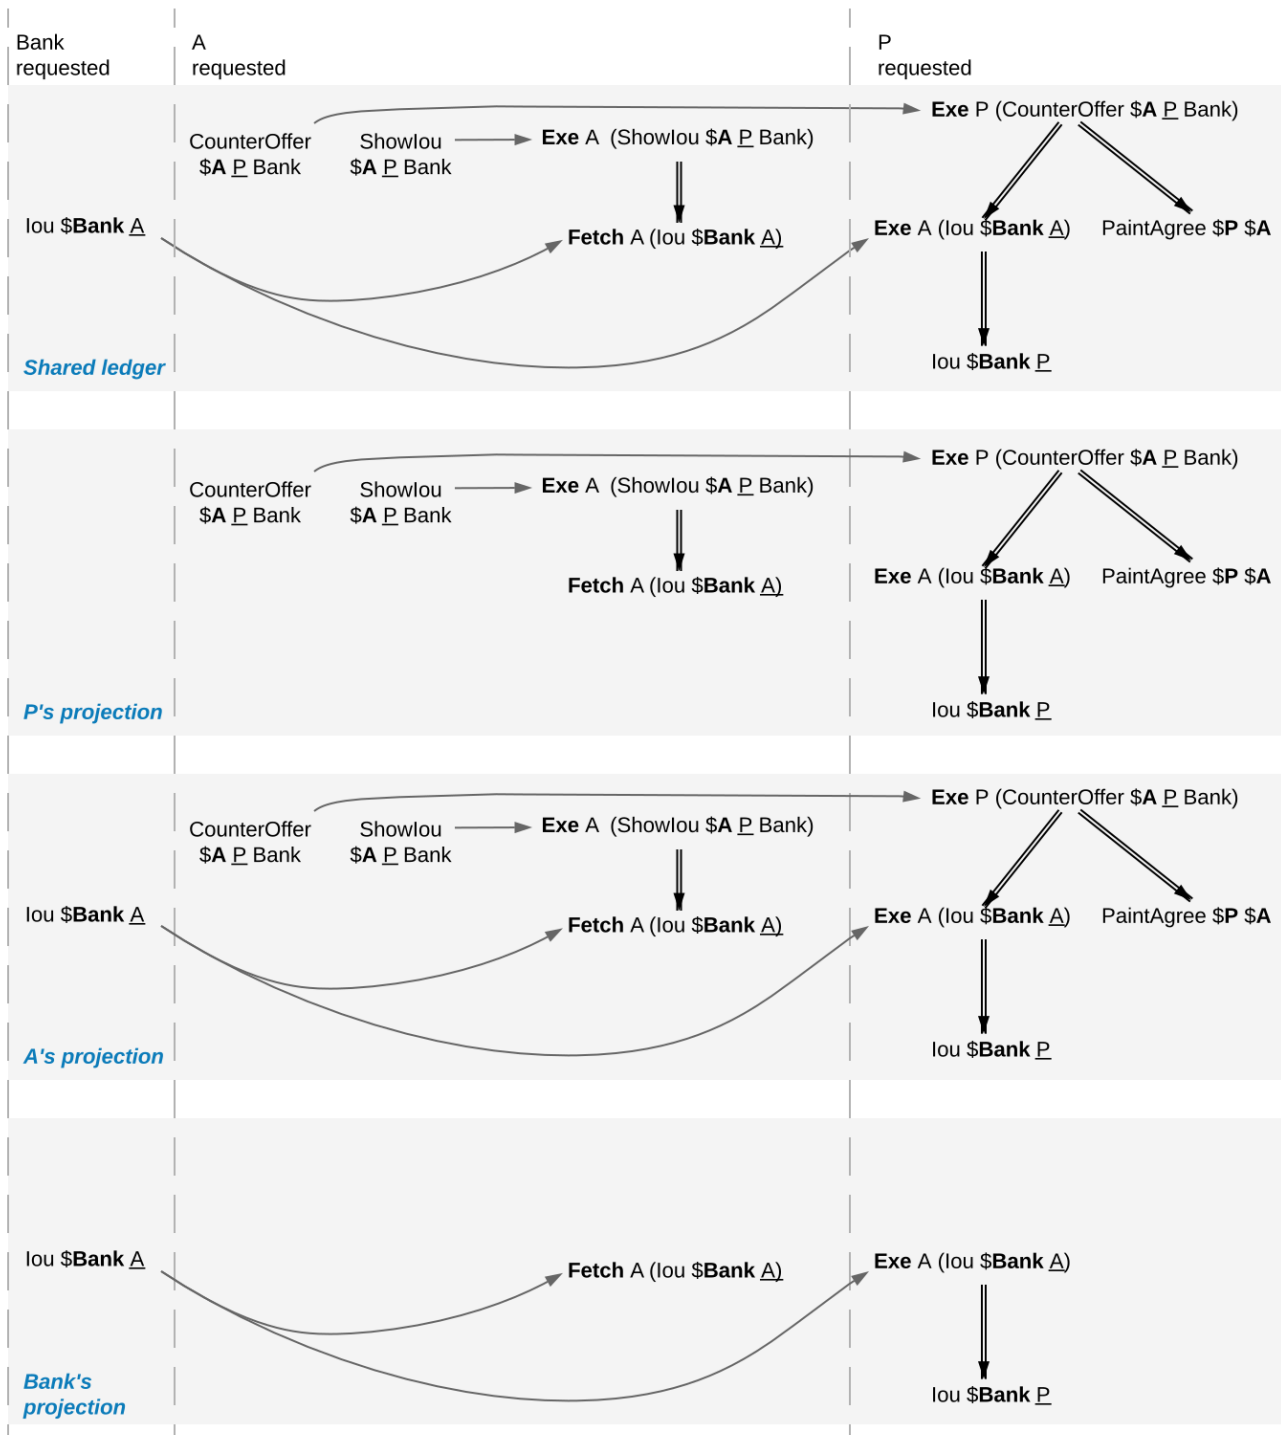 Bank
requested
A
requested
P
requested
Exe P (CounterOffer $A P Bank)
CounterOffer
$A P Bank
ShowIou
$A P Bank
Exe A (ShowIou $A P Bank)
Iou $Bank A
Fetch A (Iou $Bank A)
Exe A (Iou $Bank A)
PaintAgree $P $A
Iou $Bank P
Shared ledger
Exe P (CounterOffer $A P Bank)
CounterOffer
$A P Bank
ShowIou
$A P Bank
Exe A (ShowIou $A P Bank)
Fetch A (Iou $Bank A)
Exe A (Iou $Bank A)
PaintAgree $P $A
Iou $Bank P
P's projection
Exe P (CounterOffer $A P Bank)
CounterOffer
$A P Bank
ShowIou
$A P Bank
Exe A (ShowIou $A P Bank)
Iou $Bank A
Fetch A (Iou $Bank A)
Exe A (Iou $Bank A)
PaintAgree $P $A
Iou $Bank P
A's projection
Iou $Bank A
Fetch A (Iou $Bank A)
Exe A (Iou $Bank A)
Iou $Bank P
Bank's
projection